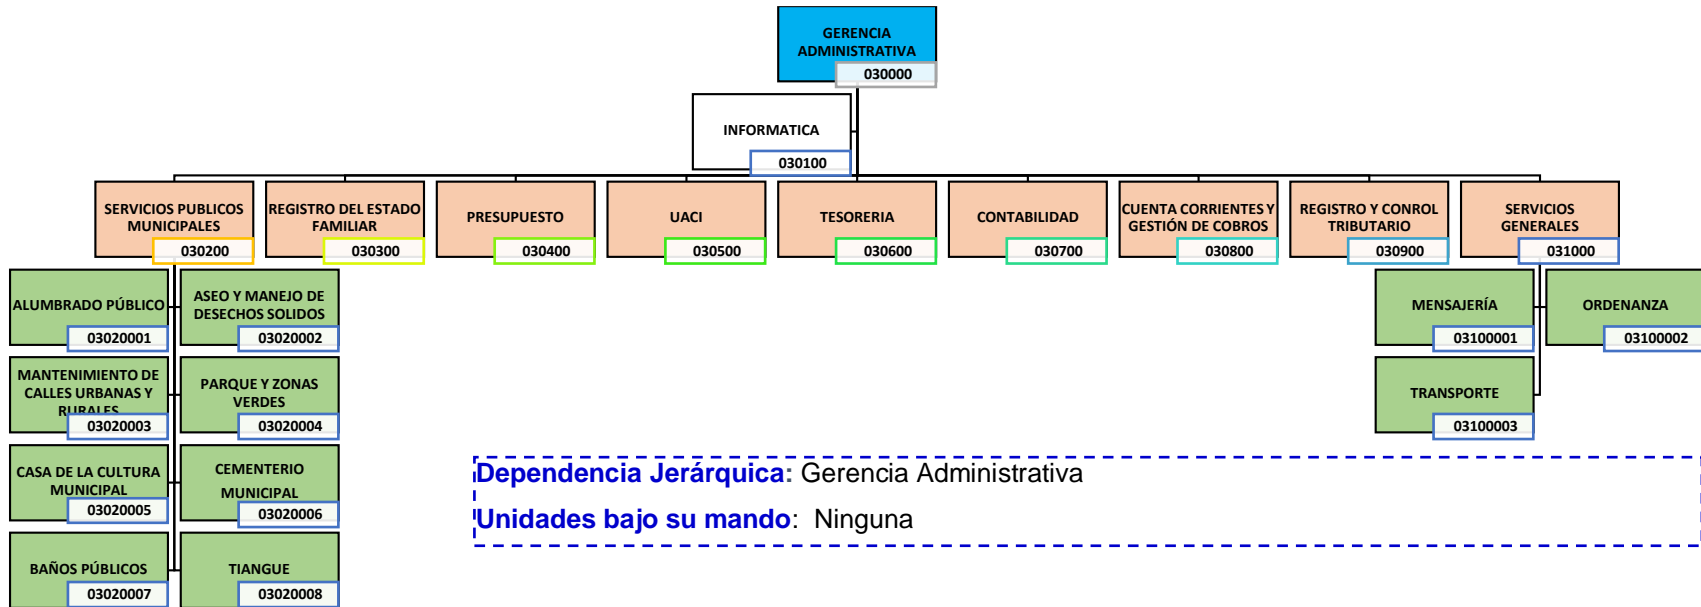 GERENCIA
ADMINISTRATIVA
030000
INFORMATICA
030100
SERVICIOS PUBLICOS
MUNICIPALES
030200
REGISTRO DEL ESTADO
FAMILIAR
030300
PRESUPUESTO
030400
UACI
030500
TESORERIA
030600
CONTABILIDAD
030700
CUENTA CORRIENTES Y
GESTIÓN DE COBROS
030800
REGISTRO Y CONROL
TRIBUTARIO
030900
SERVICIOS
GENERALES
031000
ALUMBRADO PÚBLICO
03020001
ASEO Y MANEJO DE
DESECHOS SOLIDOS
03020002
MANTENIMIENTO DE
CALLES URBANAS Y
RURALES
03020003
PARQUE Y ZONAS
VERDES
03020004
CASA DE LA CULTURA
MUNICIPAL
03020005
CEMENTERIO
MUNICIPAL
03020006
BAÑOS PÚBLICOS
03020007
TIANGUE
03020008
MENSAJERÍA
03100001
ORDENANZA
03100002
TRANSPORTE
03100003
Dependencia Jerárquica: Gerencia Administrativa
Unidades bajo su mando: Ninguna